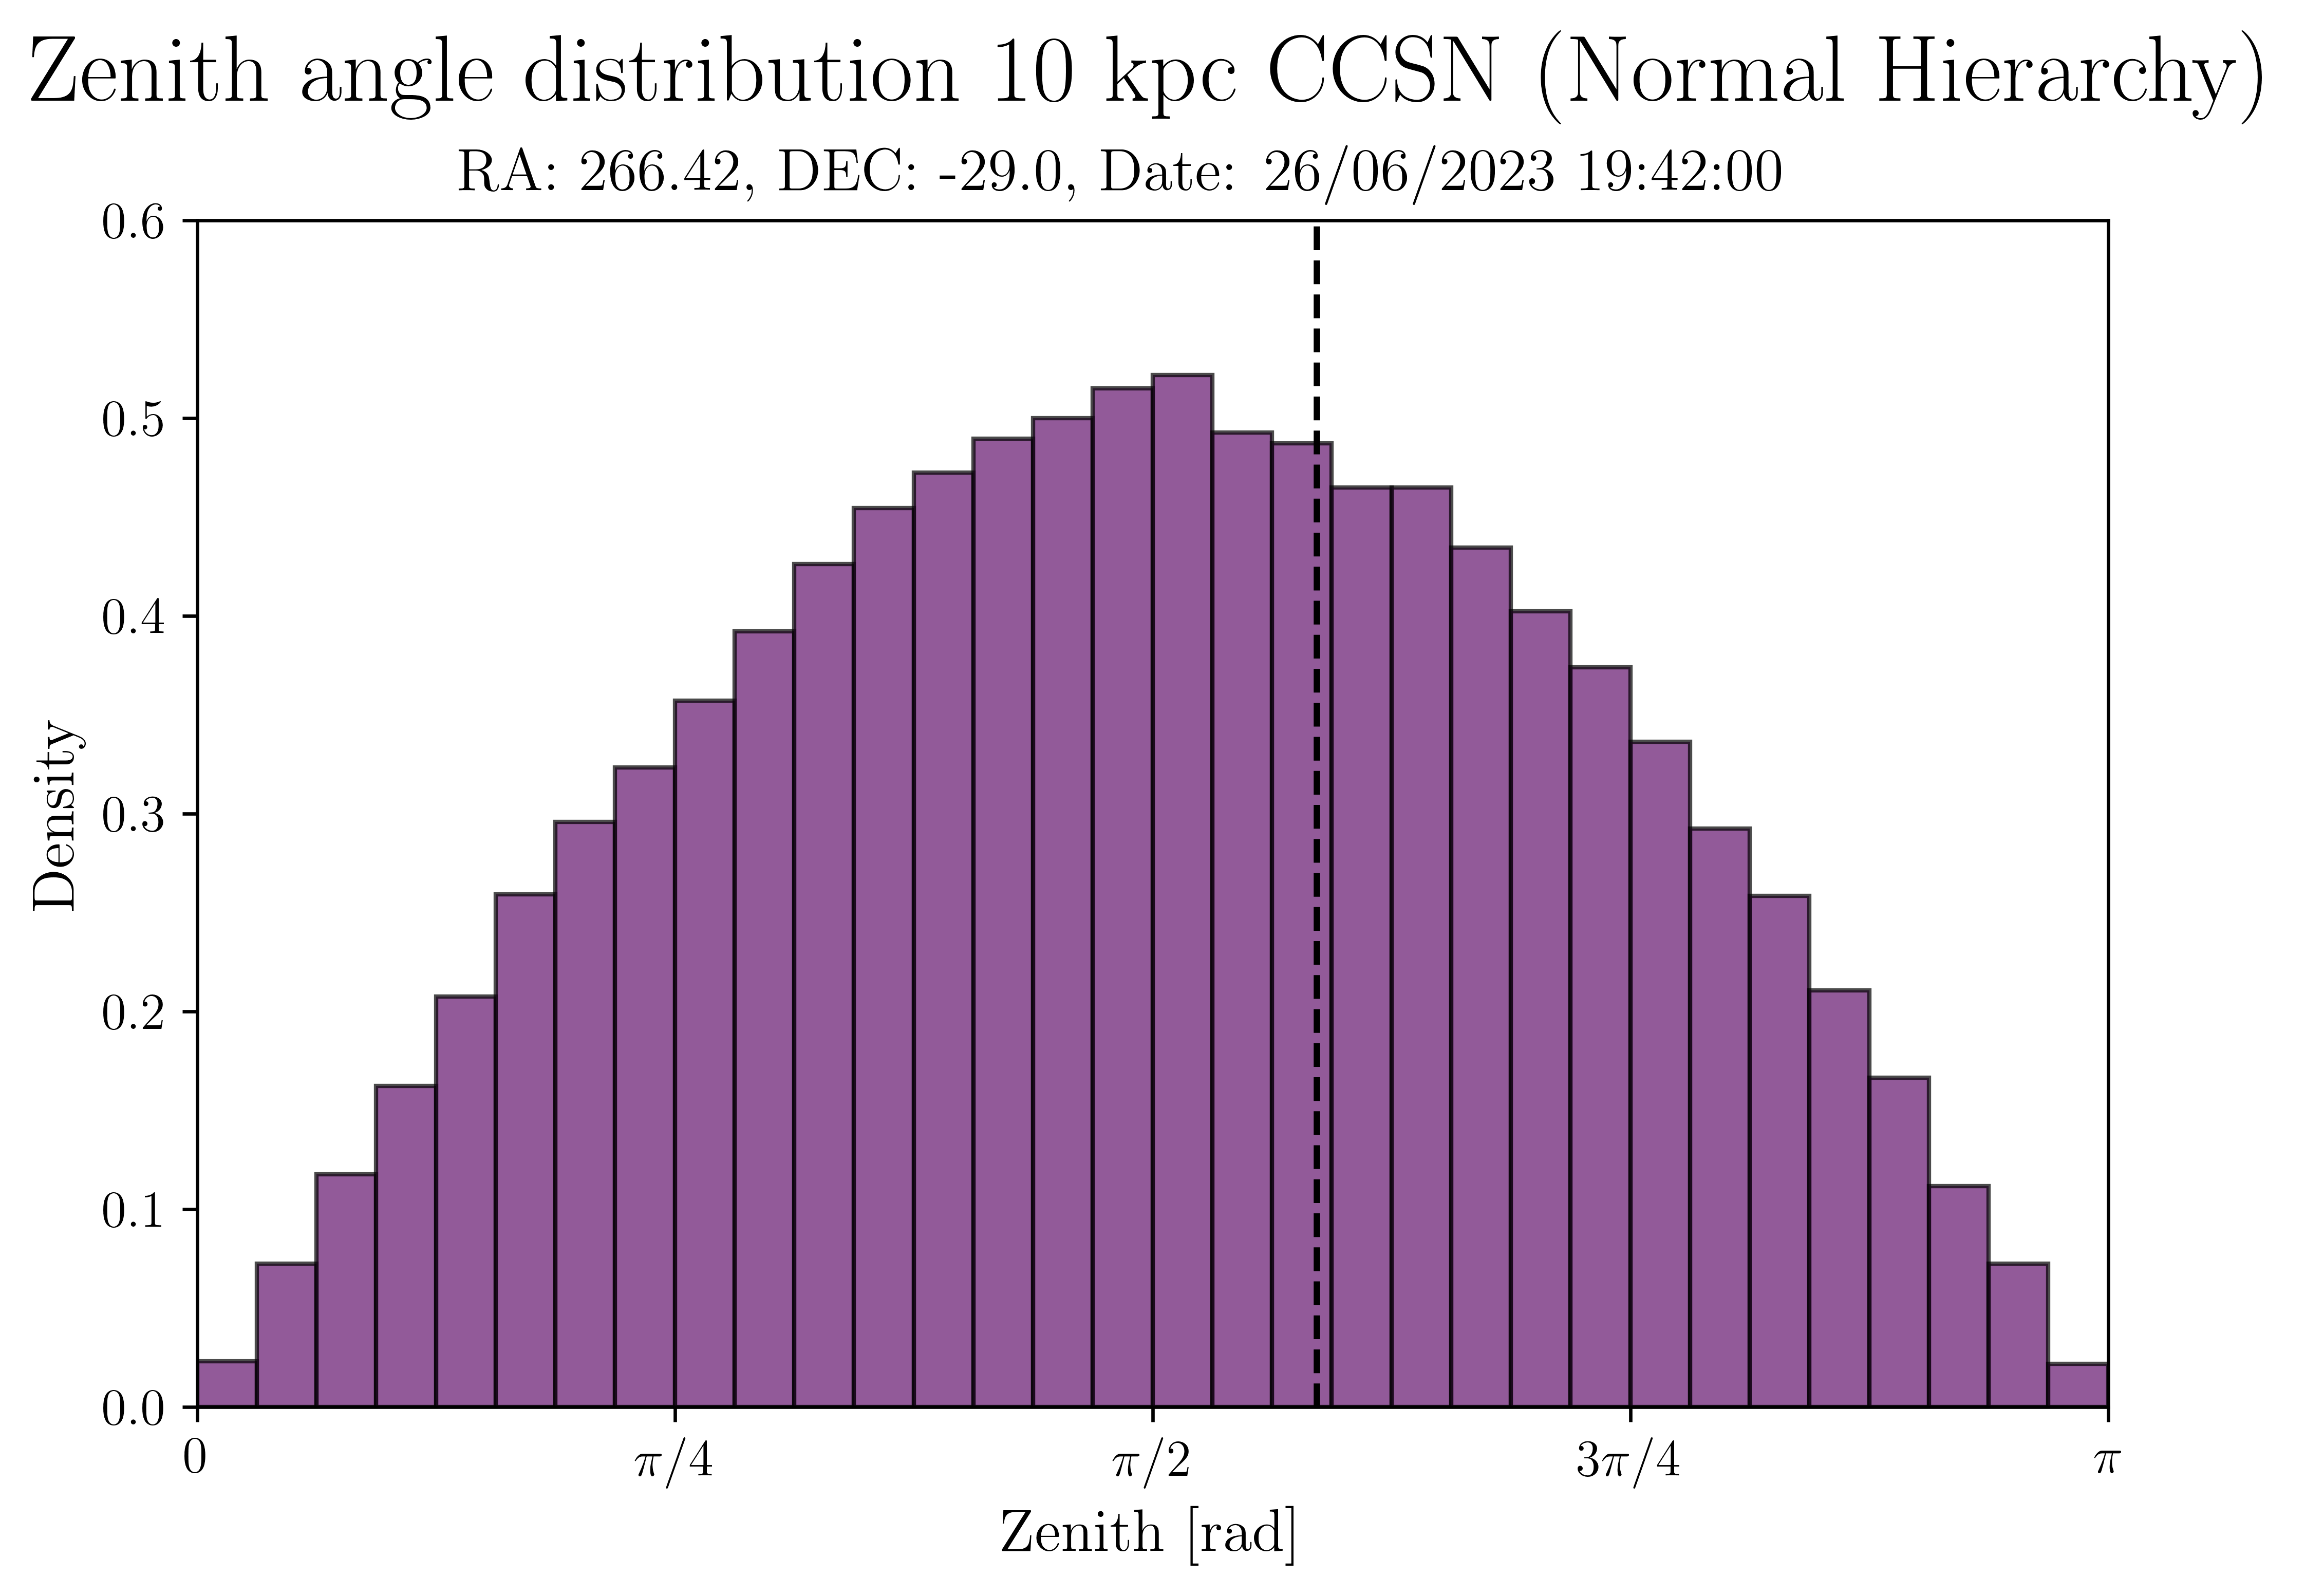 Zenith angle distribution 10 kpc CCSN (Normal Hierarchy)
RA: 266.42, DEC: -29.0, Date: 26/06/2023 19:42:00
0.6
0.5
0.4
0.3
0.2
0.1
0.0
Density
0 π/4 π/2 3π/4 π
Zenith [rad]